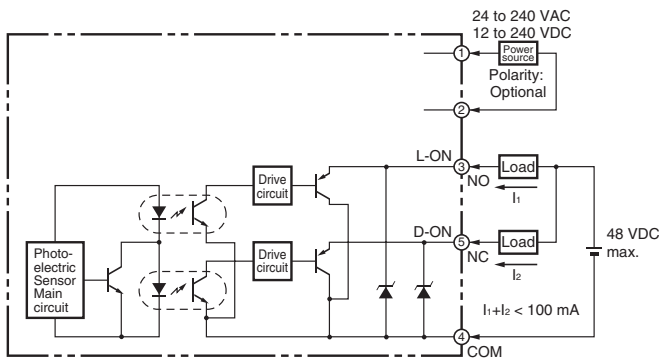 24 to 240 VAC
12 to 240 VDC
1
Power
source
Polarity:
Optional
2
L-ON
3
Load
NO
I1
Drive
circuit
D-ON
5
Load
NC
I2
48 VDC
max.
Drive
circuit
Photo-
electric
Sensor
Main
circuit
I1+I2 < 100 mA
4
COM